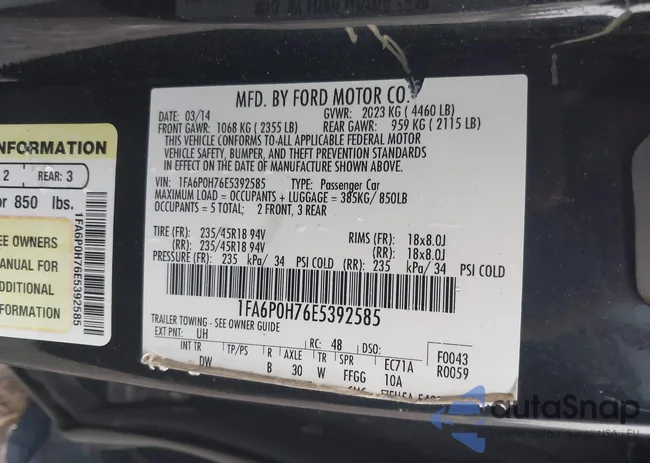 MFD. BY FORD MOTOR CO.
DATE: 03/14 GVWR: 2023 KG ( 4460 LB)
FRONT GAWR: 1068 KG ( 2355 LB) REAR GAWR: 959 KG ( 2115 LB)
THIS VEHICLE CONFORMS TO ALL APPLICABLE FEDERAL MOTOR
VEHICLE SAFETY, BUMPER, AND THEFT PREVENTION STANDARDS
IN EFFECT ON THE DATE OF MANUFACTURE SHOWN ABOVE.
VIN: 1FA6P0H76E5392585 TYPE: Passenger Car
MAXIMUM LOAD = OCCUPANTS + LUGGAGE = 385KG/ 850LB
OCCUPANTS = 5 TOTAL; 2 FRONT, 3 REAR
TIRE (FR): 235/45R18 94V RIMS (FR): 18x8.0J
(RR): 235/45R18 94V (RR): 18x8.0J
PRESSURE (FR): 235 kPa/ 34 PSI COLD (RR): 235 kPa/ 34 PSI COLD
1FA6P0H76E5392585
TRAILER TOWING - SEE OWNER GUIDE
EXT PNT: UH RC: 48 DSO:
INT TR TP/PS R AXLE TR SPR EC71A F0043
DW B 30 W FFGG 10A R0059
INFORMATION
2 REAR: 3
or 850 lbs.
EE OWNERS
MANUAL FOR
ADDITIONAL
INFORMATION
1FA6P0H76E5392585
autoSnap